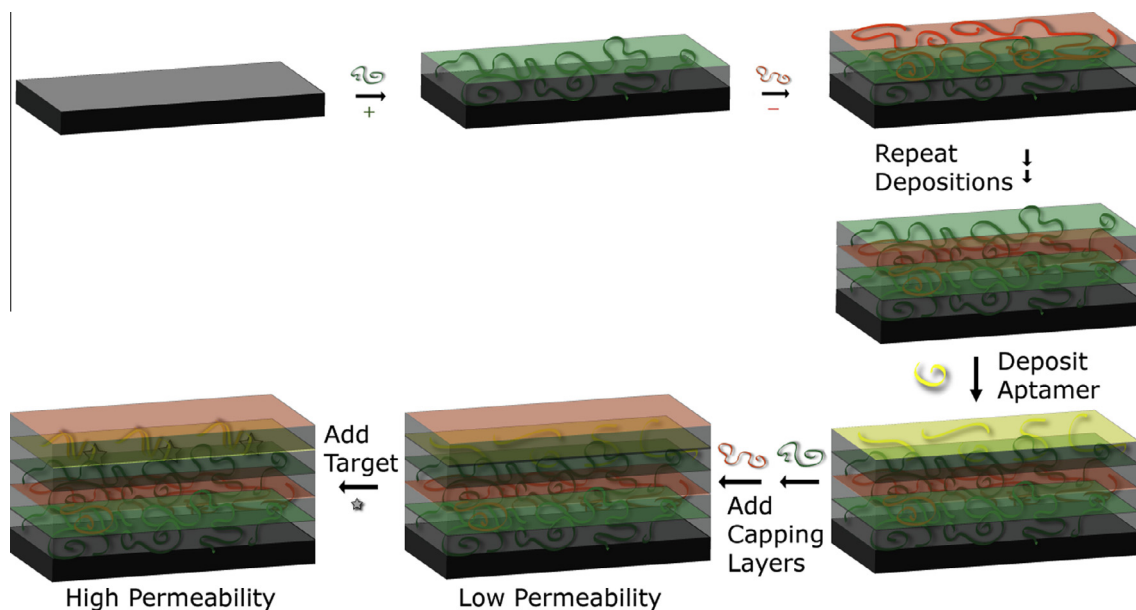 +
−
Repeat
Depositions
Deposit
Aptamer
Add
Capping
Layers
Add
Target
High Permeability
Low Permeability